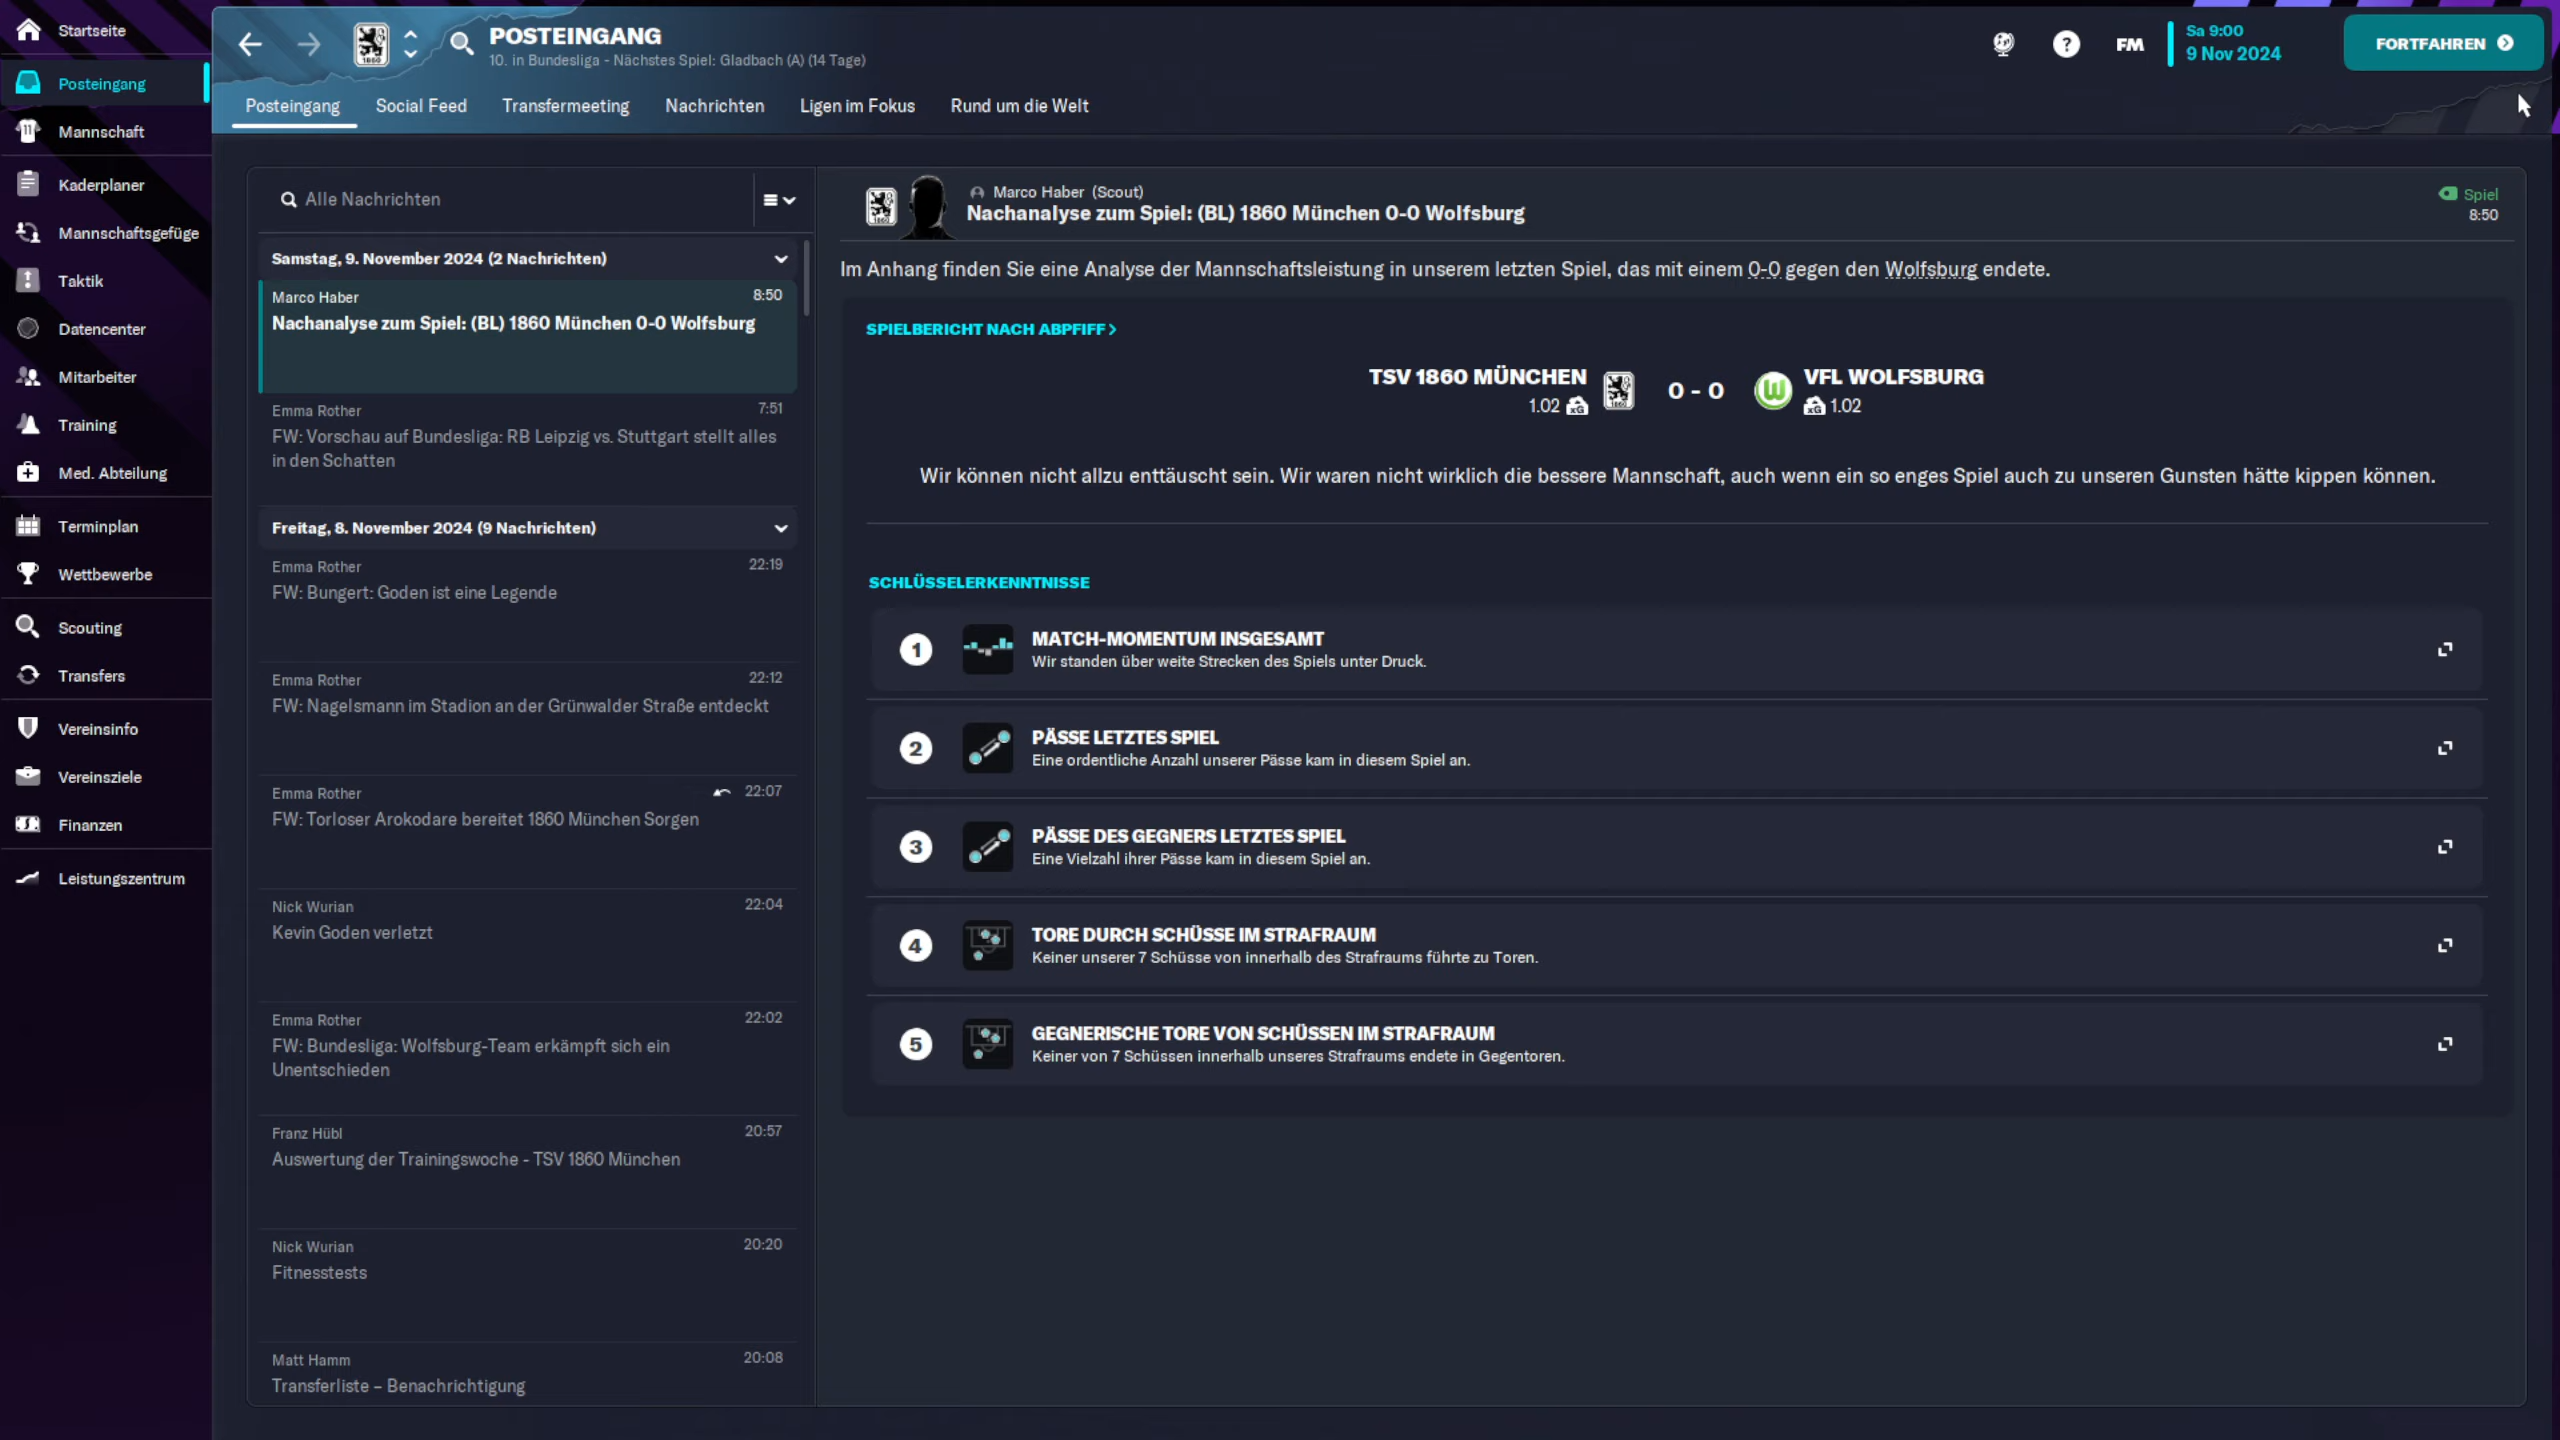 Startseite
Posteingang
Mannschaft
Kaderplaner
Mannschaftsgefüge
Taktik
Datencenter
Mitarbeiter
Training
Med. Abteilung
Terminplan
Wettbewerbe
Scouting
Transfers
Vereinsinfo
Vereinsziele
Finanzen
Leistungszentrum
POSTEINGANG
10. in Bundesliga - Nächstes Spiel: Gladbach (A) (14 Tage)
FM
Sa 9:00
9 Nov 2024
FORTFAHREN
Posteingang
Social Feed
Transfermeeting
Nachrichten
Ligen im Fokus
Rund um die Welt
Alle Nachrichten
Samstag, 9. November 2024 (2 Nachrichten)
Marco Haber 8:50
Nachanalyse zum Spiel: (BL) 1860 München 0-0 Wolfsburg
Emma Rother 7:51
FW: Vorschau auf Bundesliga: RB Leipzig vs. Stuttgart stellt alles
in den Schatten
Freitag, 8. November 2024 (9 Nachrichten)
Emma Rother 22:19
FW: Bungert: Goden ist eine Legende
Emma Rother 22:12
FW: Nagelsmann im Stadion an der Grünwalder Straße entdeckt
Emma Rother 22:07
FW: Torloser Arokodare bereitet 1860 München Sorgen
Nick Wurian 22:04
Kevin Goden verletzt
Emma Rother 22:02
FW: Bundesliga: Wolfsburg-Team erkämpft sich ein
Unentschieden
Franz Hübl 20:57
Auswertung der Trainingswoche - TSV 1860 München
Nick Wurian 20:20
Fitnesstests
Matt Hamm 20:08
Transferliste – Benachrichtigung
Marco Haber (Scout)
Nachanalyse zum Spiel: (BL) 1860 München 0-0 Wolfsburg
Spiel
8:50
Im Anhang finden Sie eine Analyse der Mannschaftsleistung in unserem letzten Spiel, das mit einem 0-0 gegen den Wolfsburg endete.
SPIELBERICHT NACH ABPFIFF
TSV 1860 MÜNCHEN 0 - 0 VFL WOLFSBURG
1.02 xG xG 1.02
Wir können nicht allzu enttäuscht sein. Wir waren nicht wirklich die bessere Mannschaft, auch wenn ein so enges Spiel auch zu unseren Gunsten hätte kippen können.
SCHLÜSSELERKENNTNISSE
1 MATCH-MOMENTUM INSGESAMT
Wir standen über weite Strecken des Spiels unter Druck.
2 PÄSSE LETZTES SPIEL
Eine ordentliche Anzahl unserer Pässe kam in diesem Spiel an.
3 PÄSSE DES GEGNERS LETZTES SPIEL
Eine Vielzahl ihrer Pässe kam in diesem Spiel an.
4 TORE DURCH SCHÜSSE IM STRAFRAUM
Keiner unserer 7 Schüsse von innerhalb des Strafraums führte zu Toren.
5 GEGNERISCHE TORE VON SCHÜSSEN IM STRAFRAUM
Keiner von 7 Schüssen innerhalb unseres Strafraums endete in Gegentoren.